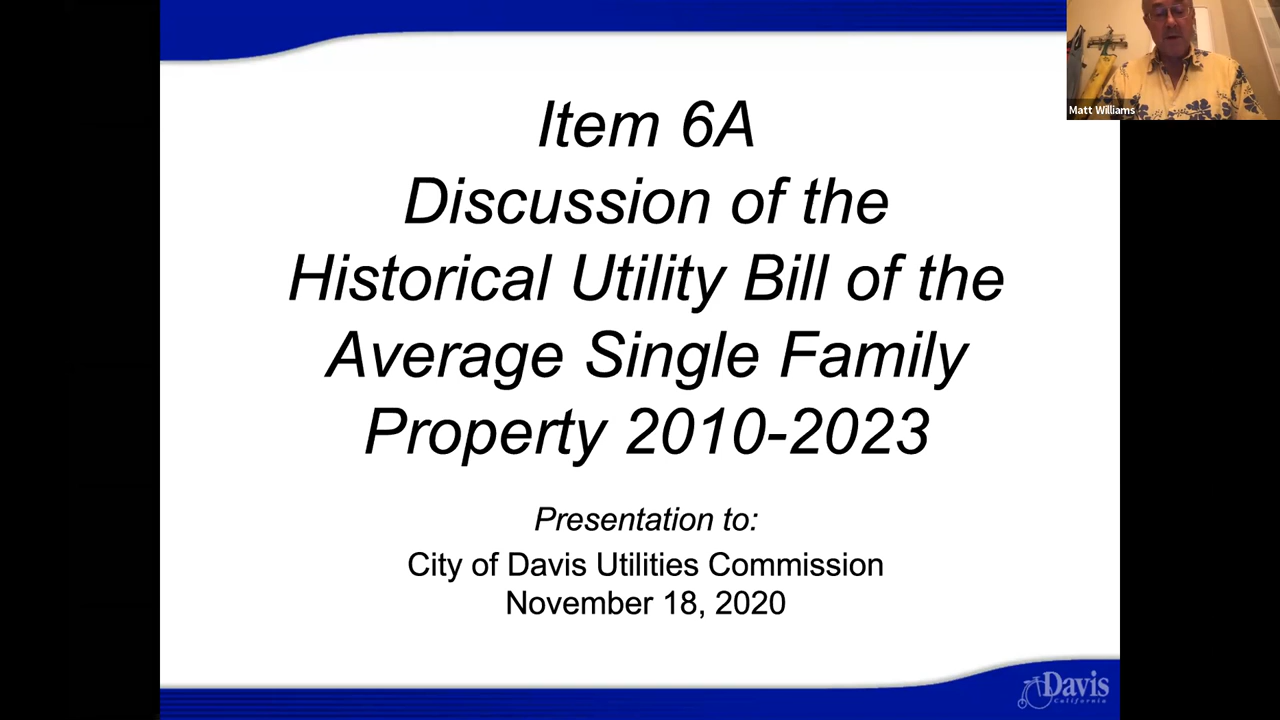 Item 6A
Discussion of the
Historical Utility Bill of the
Average Single Family
Property 2010-2023
Presentation to:
City of Davis Utilities Commission
November 18, 2020
Matt Williams
Davis
California